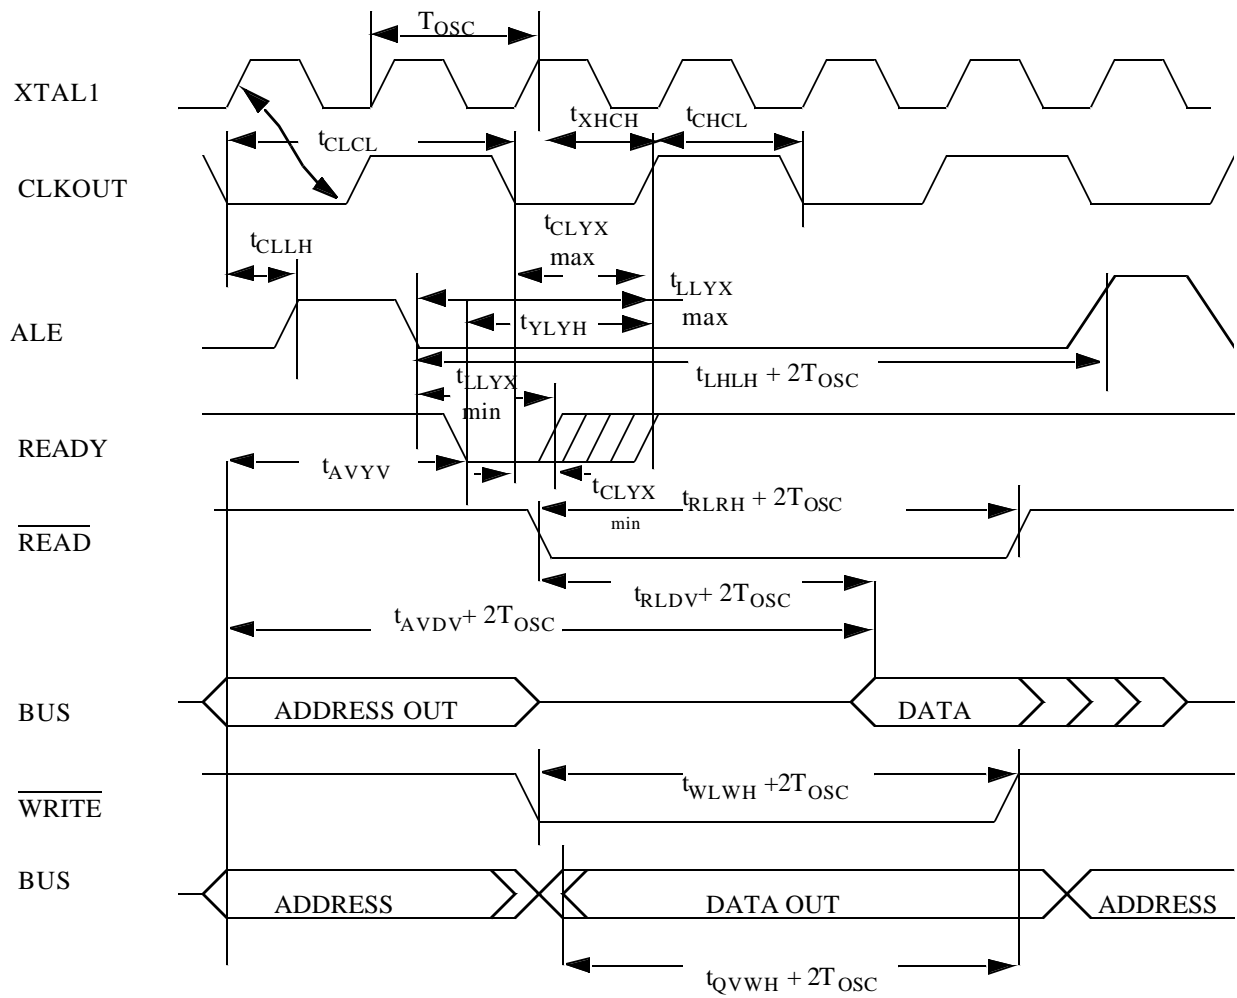 TOSC
XTAL1
tXHCH
tCHCL
tCLCL
CLKOUT
tCLYX
max
tCLLH
tLLYX
max
tYLYH
ALE
tLHLH + 2TOSC
tLLYX
min
READY
tAVYV
tCLYX
min
tRLRH + 2TOSC
READ
tRLDV+ 2TOSC
tAVDV+ 2TOSC
BUS
ADDRESS OUT
DATA
WRITE
tWLWH +2TOSC
BUS
ADDRESS
DATA OUT
ADDRESS
tQVWH + 2TOSC